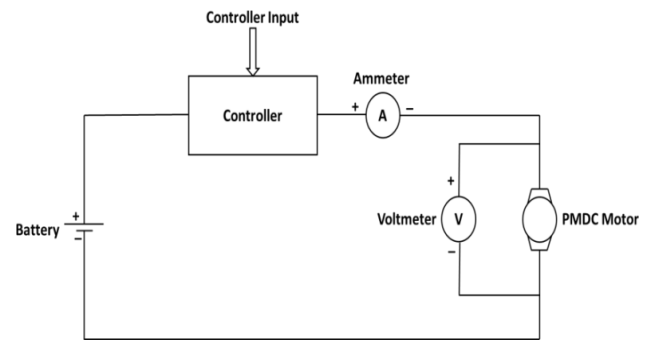 Controller Input
Controller
Ammeter
+ A −
Battery
+
−
Voltmeter
+
V
−
PMDC Motor